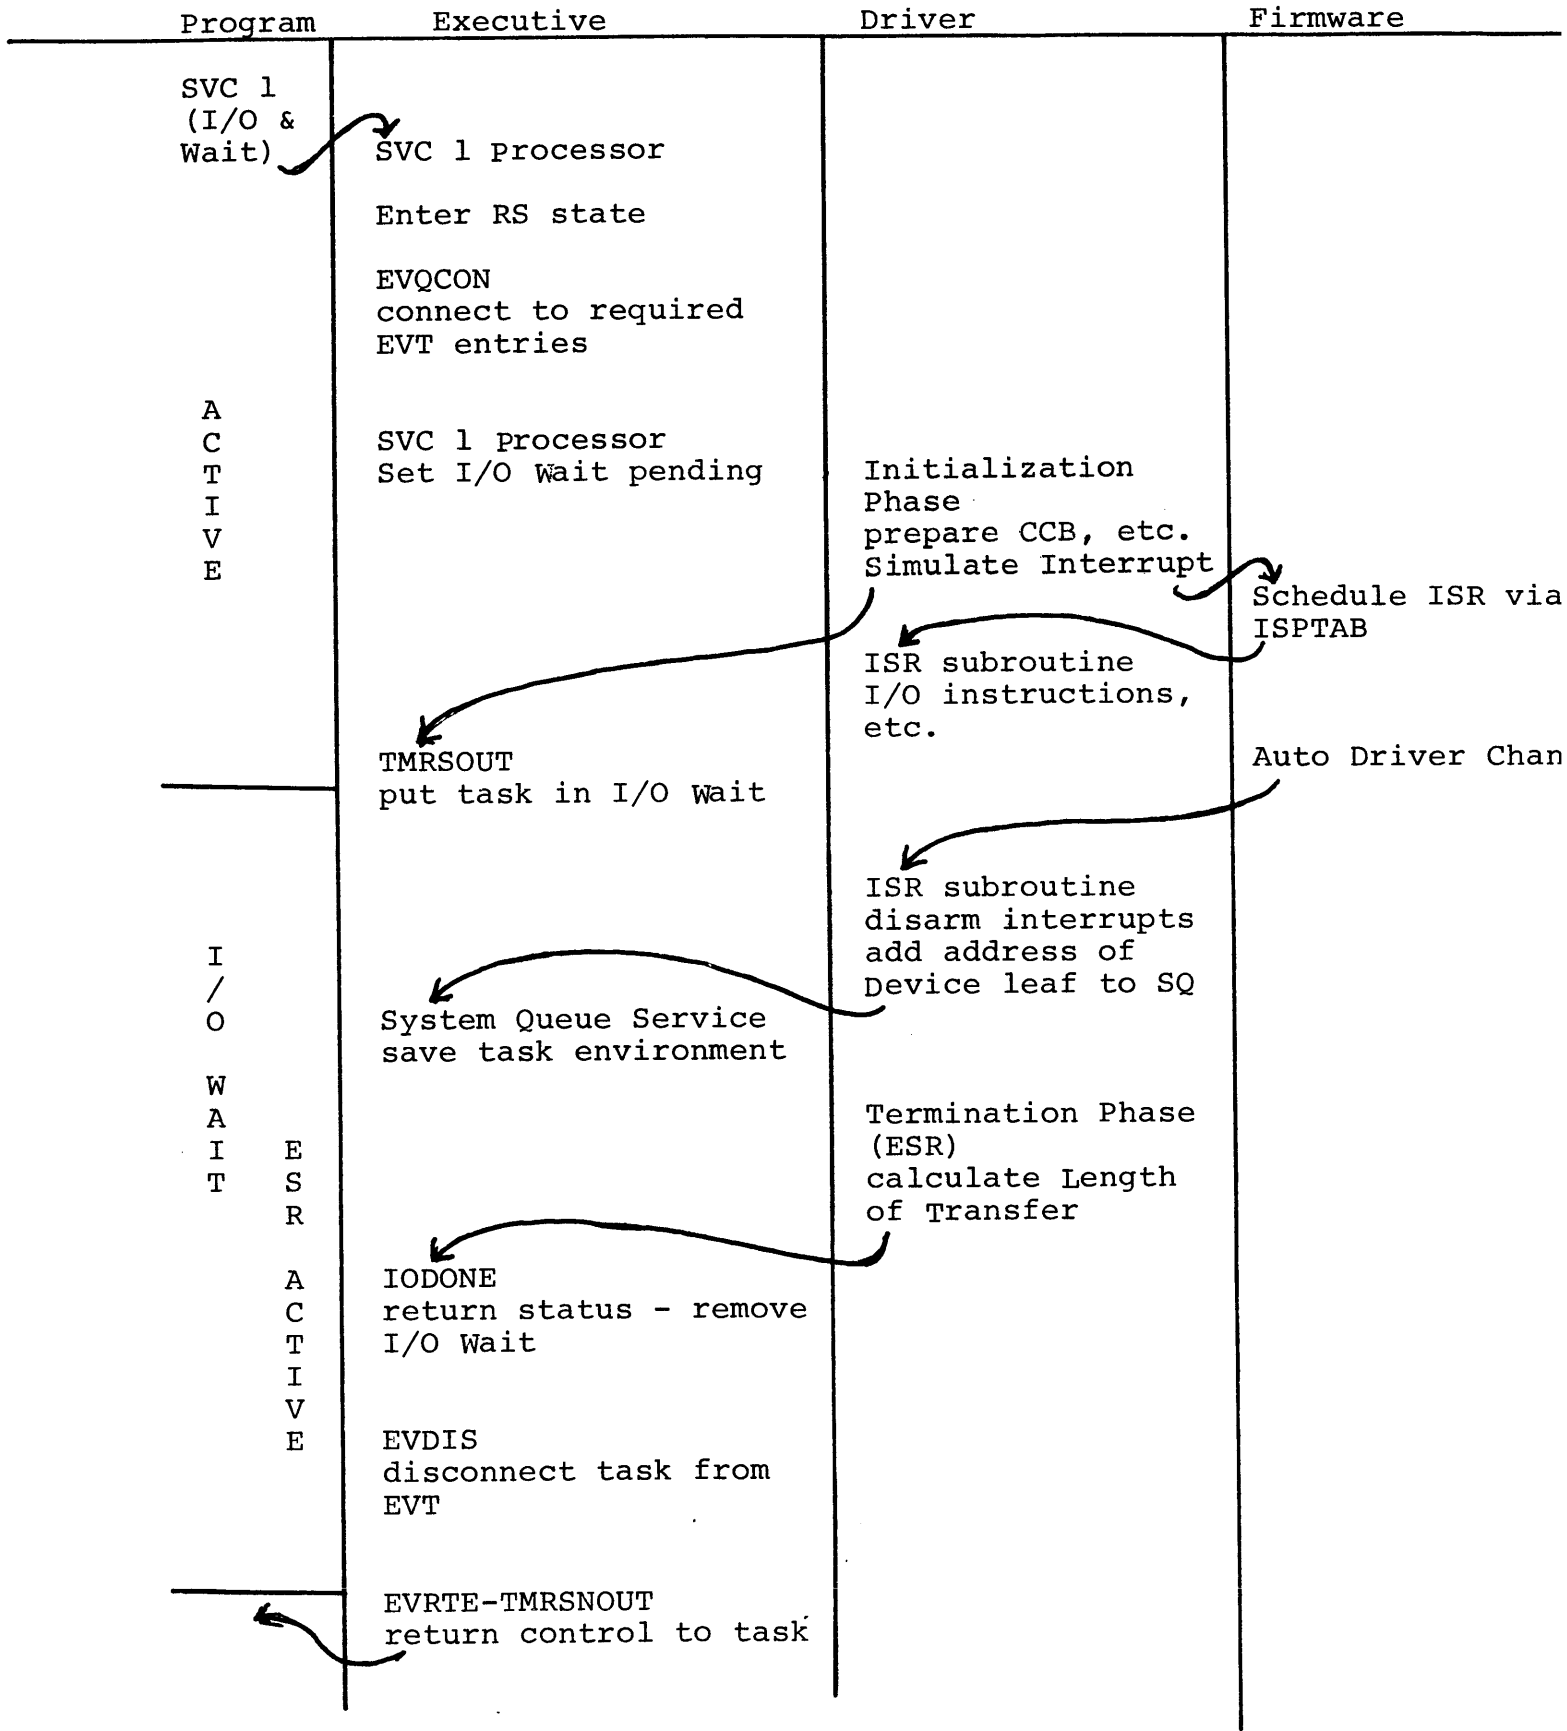 Program Executive Driver Firmware
SVC 1
(I/O &
Wait)
SVC 1 Processor
Enter RS state
EVQCON
connect to required
EVT entries
A
C
T
I
V
E
SVC 1 Processor
Set I/O Wait pending
Initialization
Phase
prepare CCB, etc.
Simulate Interrupt
Schedule ISR via
ISPTAB
ISR subroutine
I/O instructions,
etc.
TMRSOUT
put task in I/O Wait
Auto Driver Chan
ISR subroutine
disarm interrupts
add address of
Device leaf to SQ
I
/
O
W
A
I
T
System Queue Service
save task environment
Termination Phase
(ESR)
calculate Length
of Transfer
E
S
R
A
C
T
I
V
E
IODONE
return status - remove
I/O Wait
EVDIS
disconnect task from
EVT
EVRTE-TMRSNOUT
return control to task